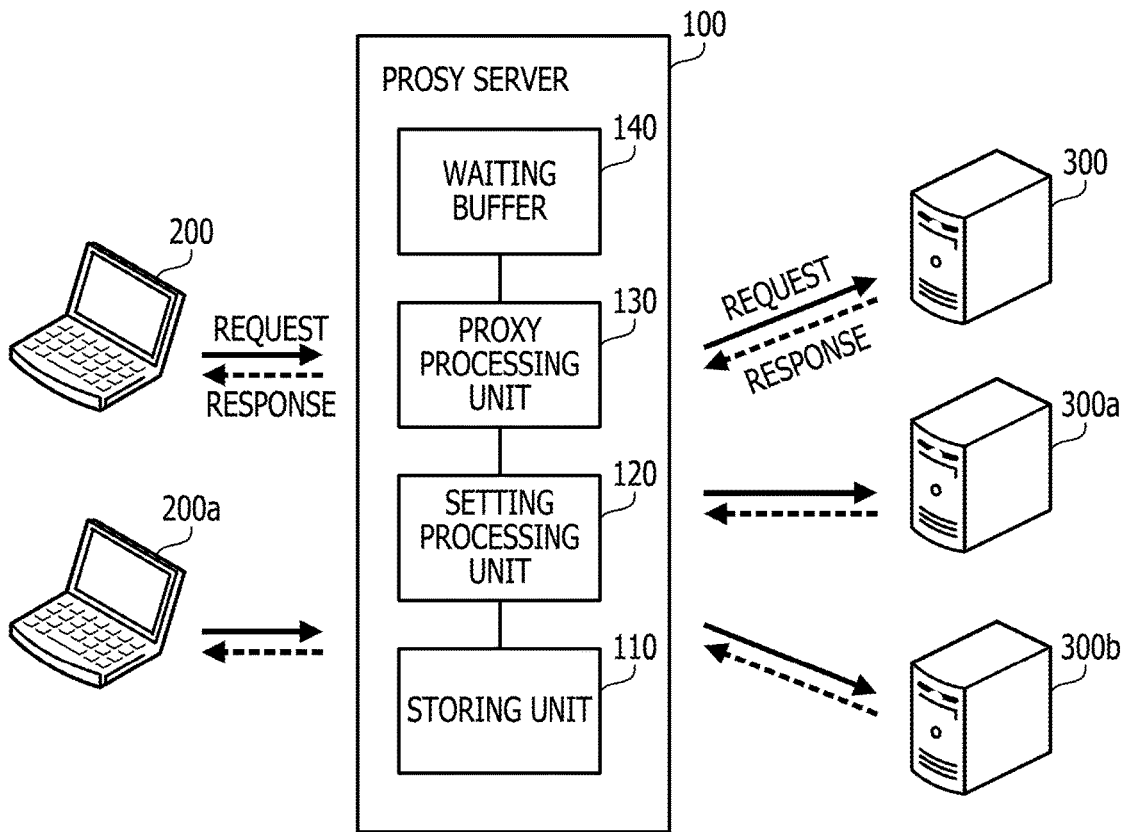 100
PROSY SERVER
140
WAITING
BUFFER
200
REQUEST
RESPONSE
130
PROXY
PROCESSING
UNIT
REQUEST
RESPONSE
300
300a
120
SETTING
PROCESSING
UNIT
200a
110
STORING UNIT
300b